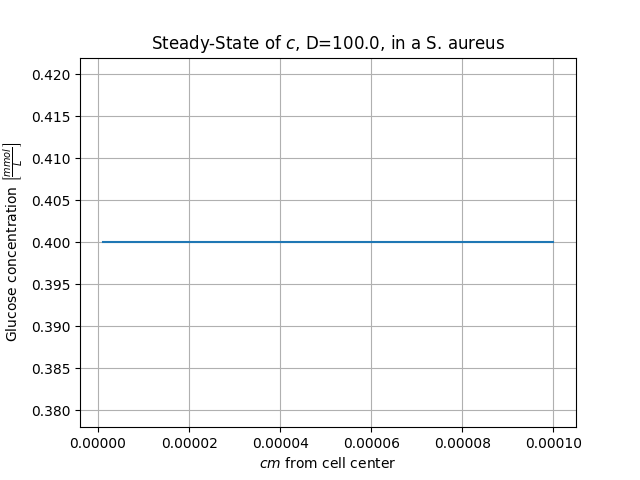 Steady-State of c, D=100.0, in a S. aureus
0.420
0.415
0.410
0.405
0.400
0.395
0.390
0.385
0.380
Glucose concentration [mmol/L]
0.00000 0.00002 0.00004 0.00006 0.00008 0.00010
cm from cell center